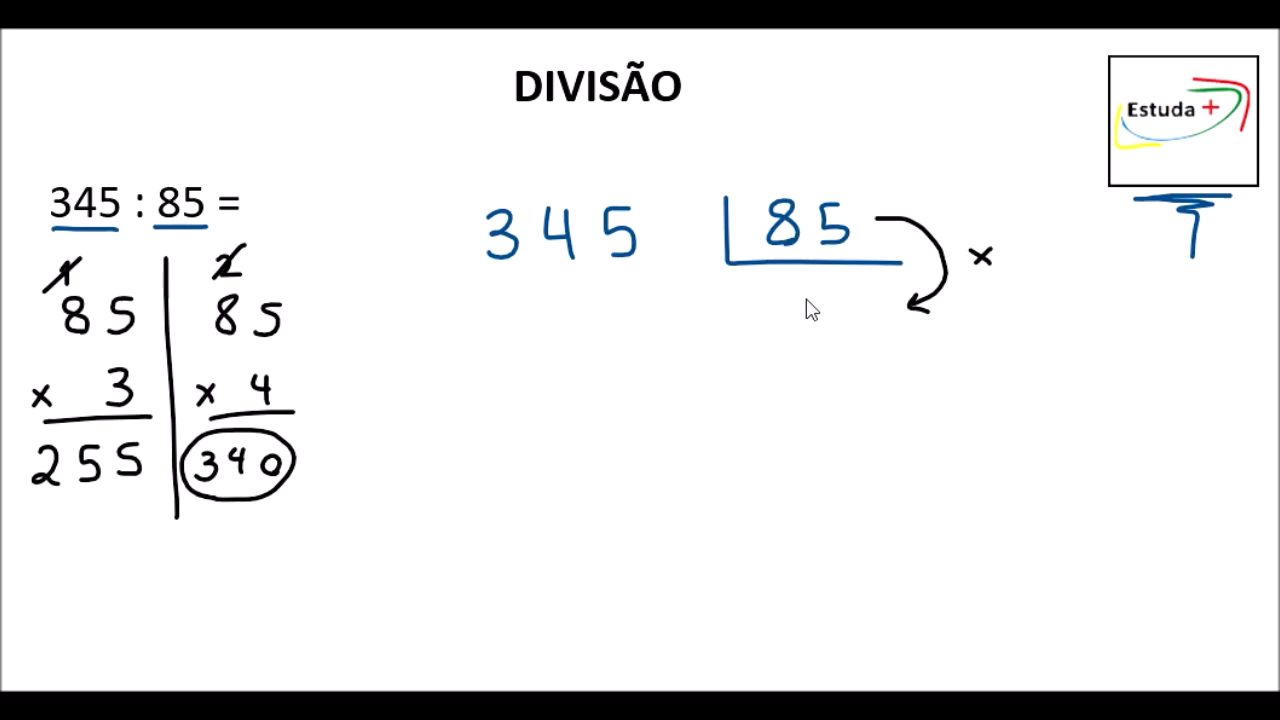 DIVISÃO
Estuda +
345 : 85 =
345 85
x
1
85
x 3
255
2
85
x 4
340